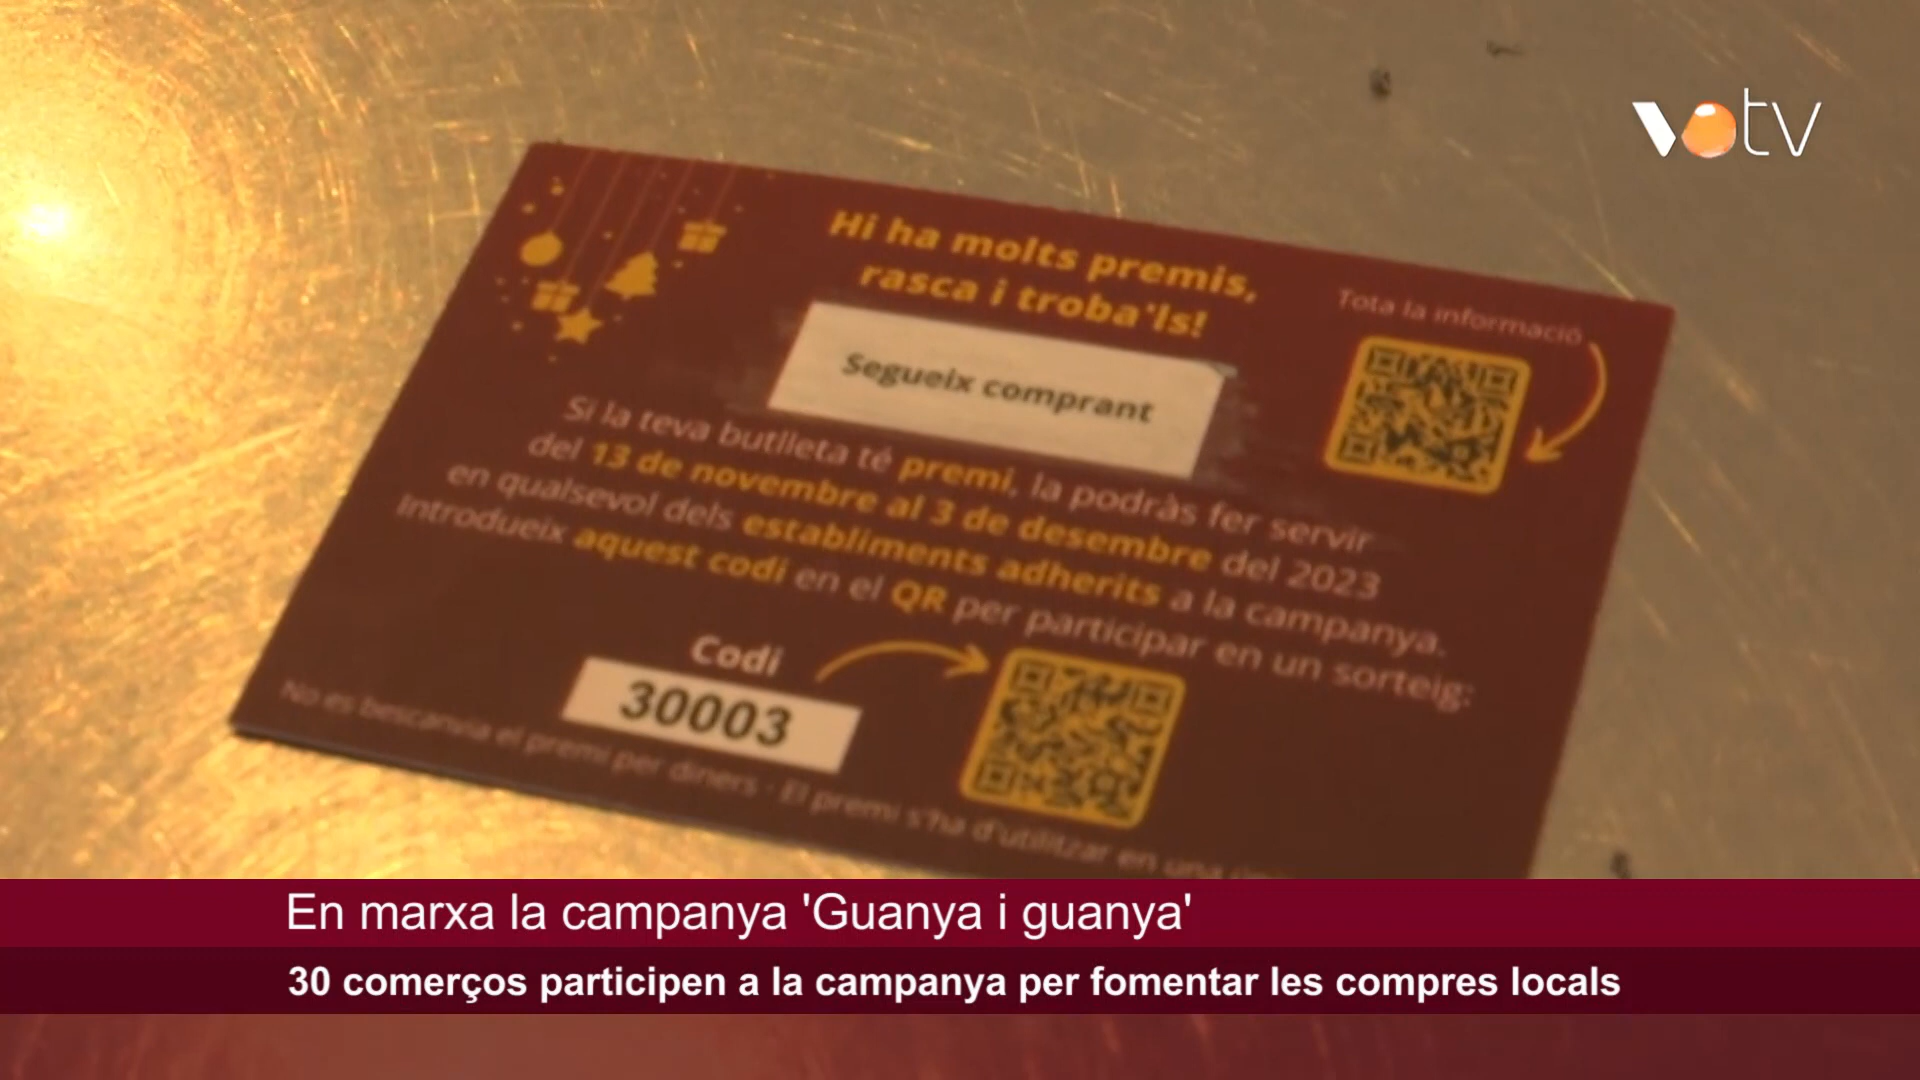 votv
Hi ha molts premis,
rasca i troba'ls!
Tota la informació
Segueix comprant
Si la teva butlleta té premi, la podràs fer servir
del 13 de novembre al 3 de desembre del 2023
en qualsevol dels establiments adherits a la campanya.
Introdueix aquest codi en el QR per participar en un sorteig:
Codi
30003
No es bescanvia el premi per diners · El premi s'ha d'utilitzar en una
En marxa la campanya 'Guanya i guanya'
30 comerços participen a la campanya per fomentar les compres locals